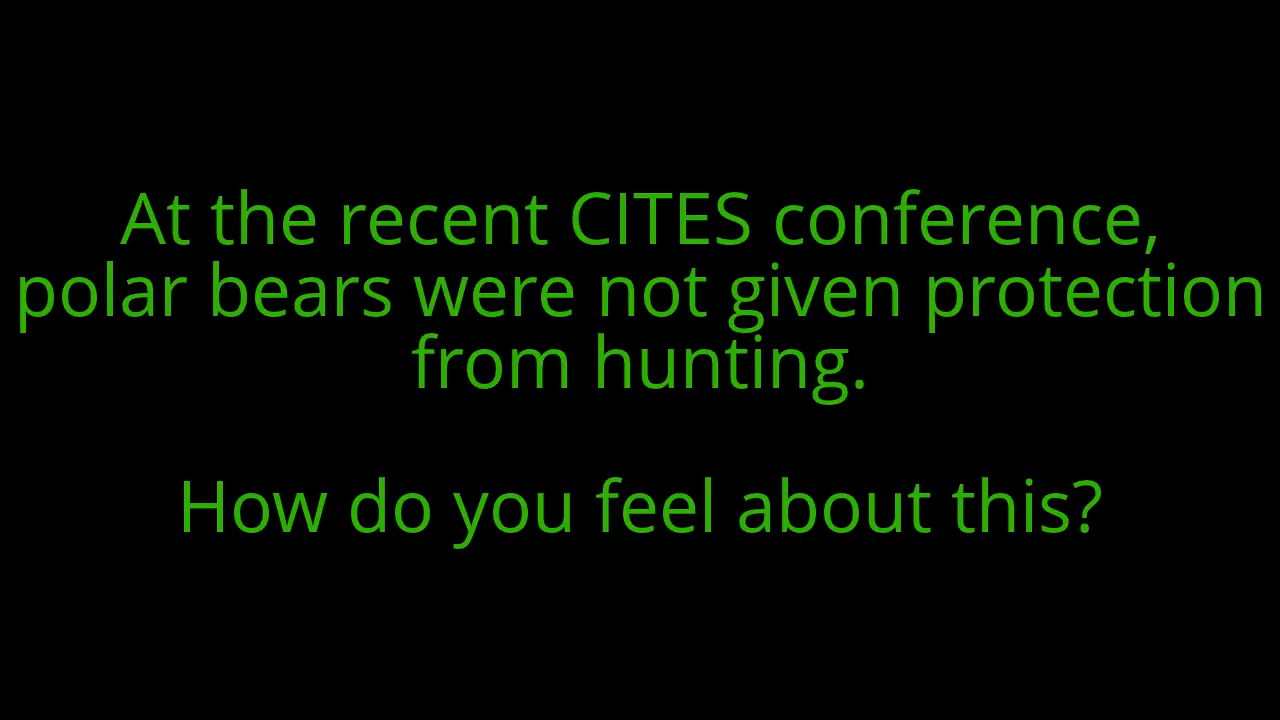 At the recent CITES conference,
polar bears were not given protection
from hunting.
How do you feel about this?